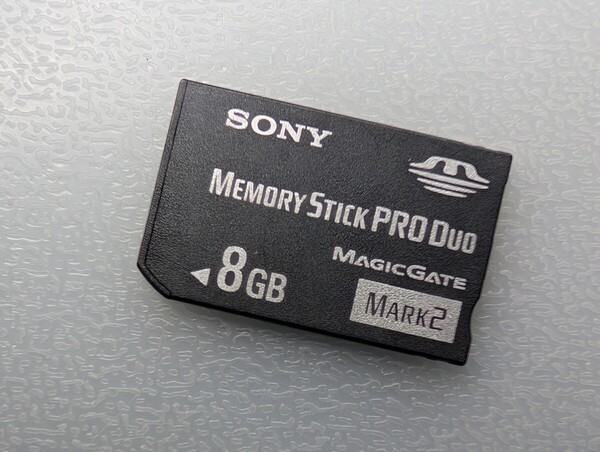 SONY
MEMORY STICK PRO DUO
MAGICGATE
8GB
MARK2